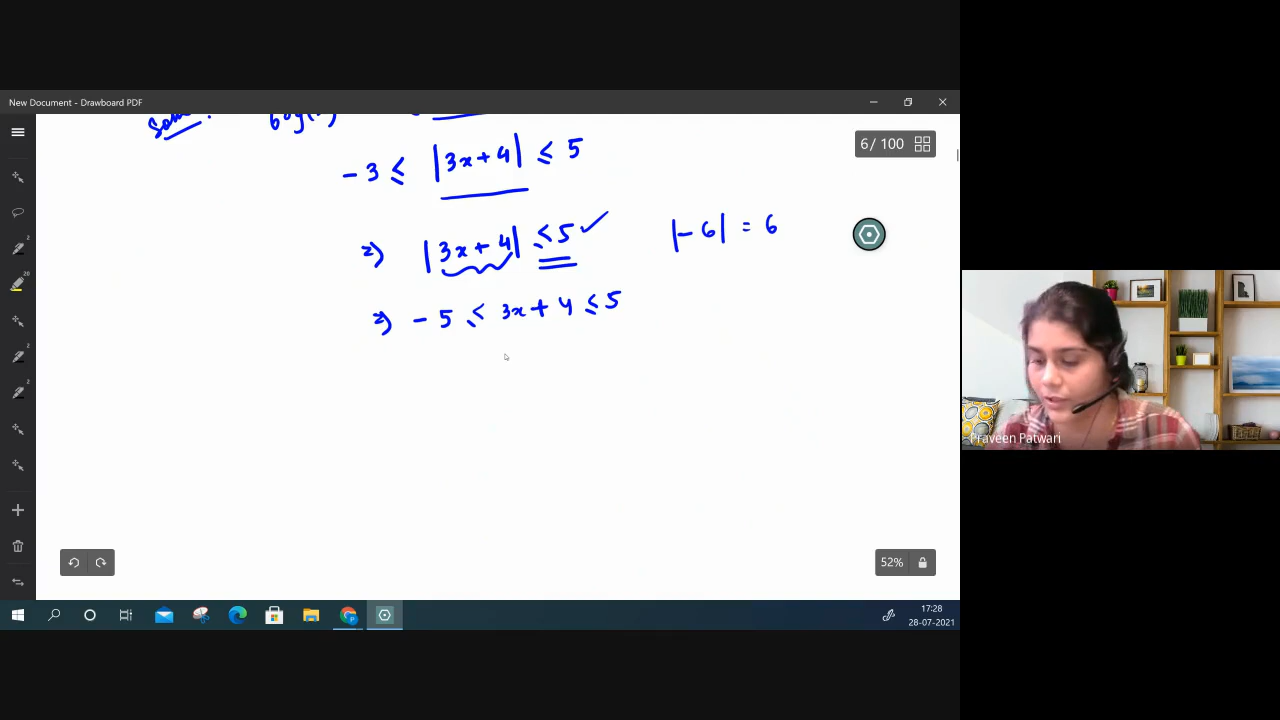 New Document - Drawboard PDF
Soln:
6 / 100
- 3 ≤ |3x+4| ≤ 5
⇒ |3x+4| ≤ 5 ✓ |-6| = 6
⇒ -5 ≤ 3x+4 ≤ 5
Praveen Patwari
52%
17:28
28-07-2021